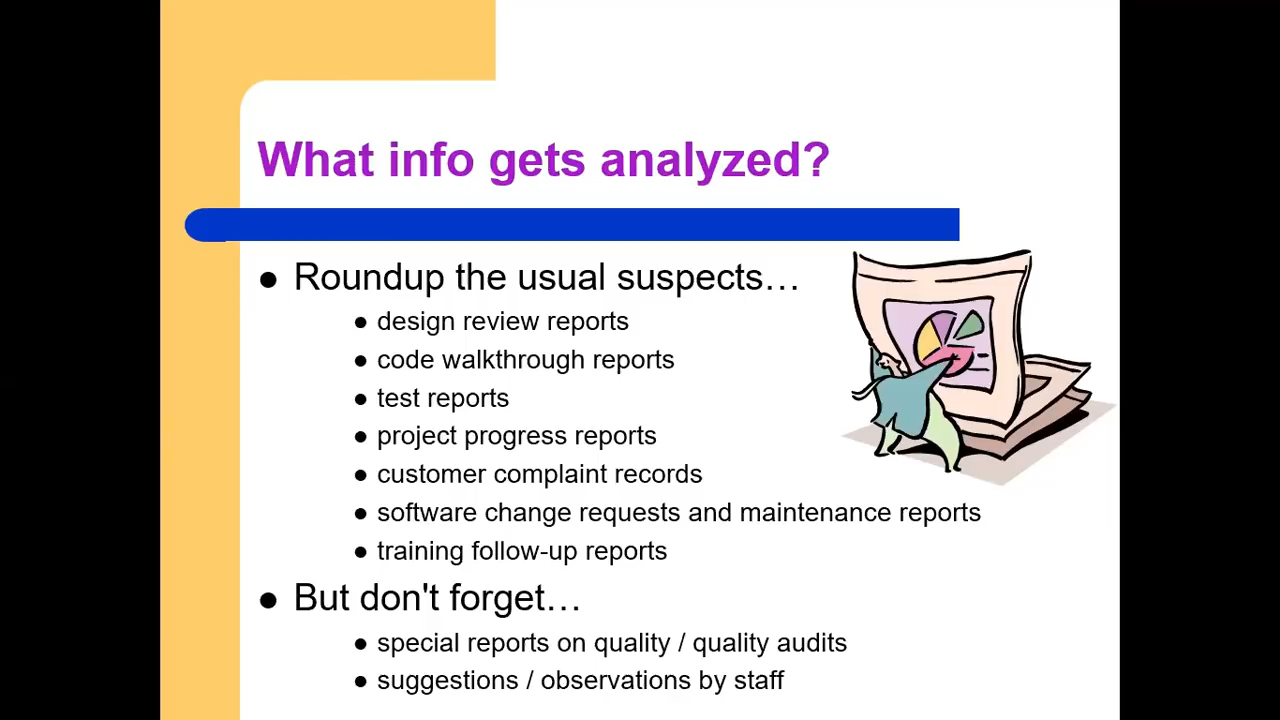 What info gets analyzed?
● Roundup the usual suspects…
● design review reports
● code walkthrough reports
● test reports
● project progress reports
● customer complaint records
● software change requests and maintenance reports
● training follow-up reports
● But don't forget…
● special reports on quality / quality audits
● suggestions / observations by staff